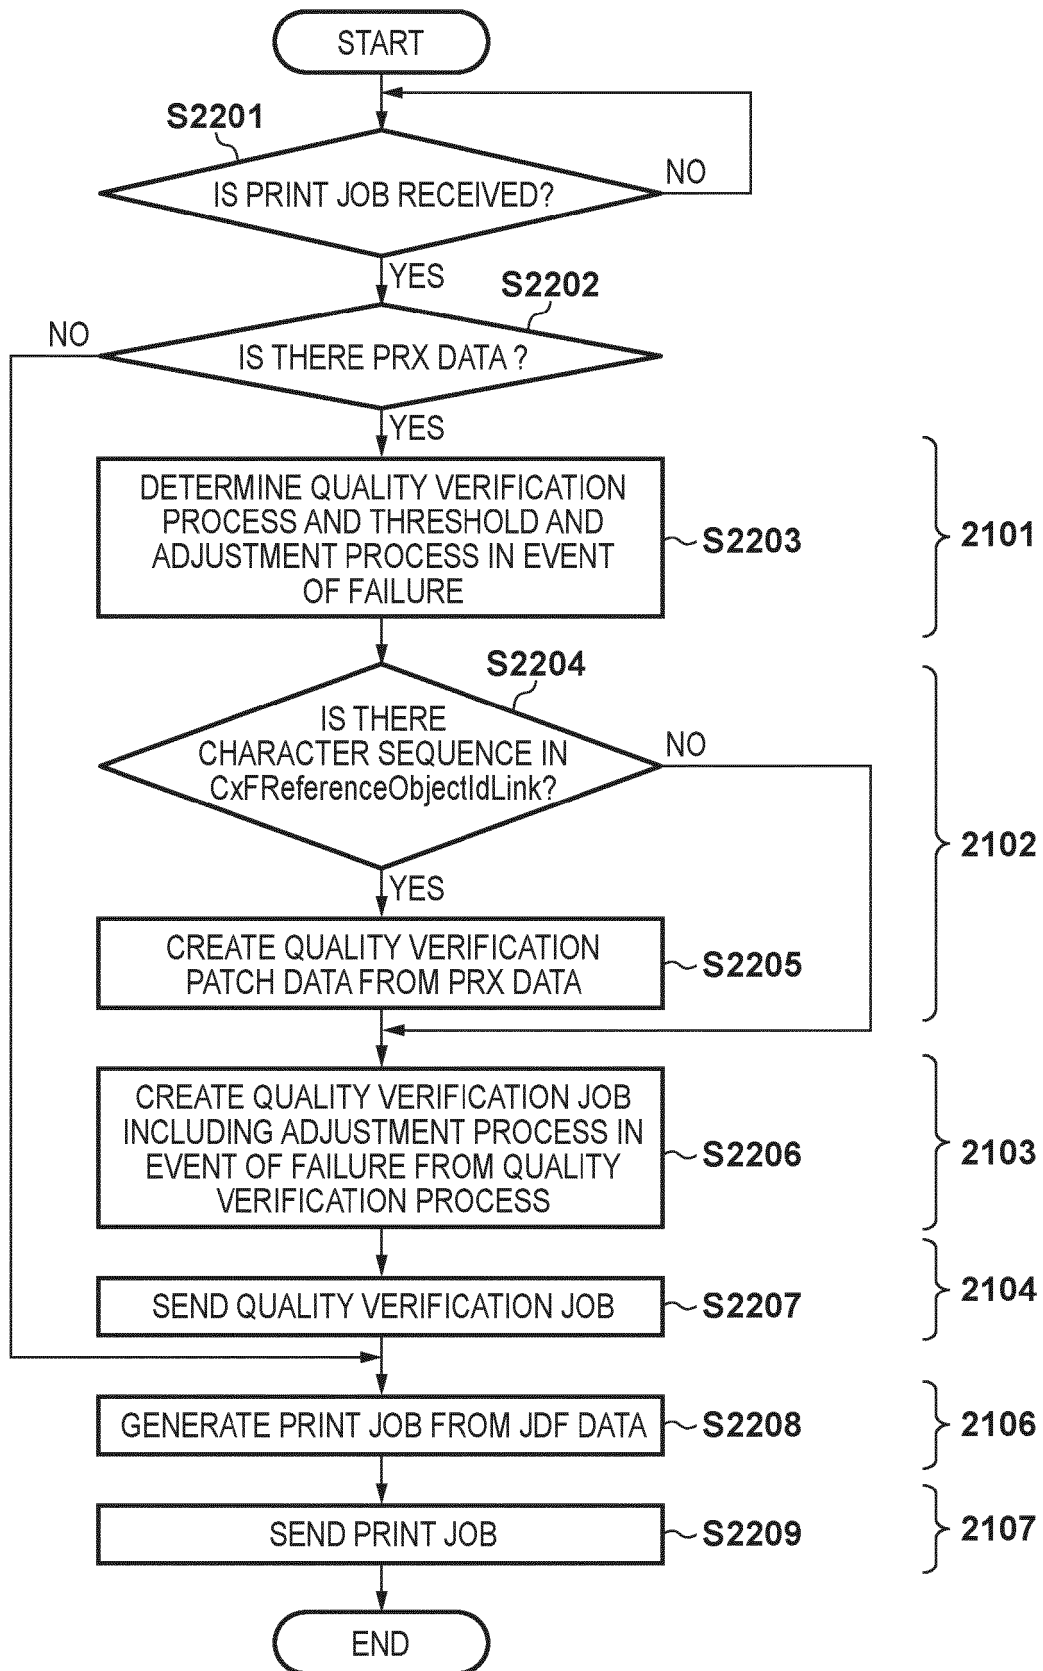 START
S2201
IS PRINT JOB RECEIVED?
NO
YES
S2202
NO
IS THERE PRX DATA ?
YES
DETERMINE QUALITY VERIFICATION
PROCESS AND THRESHOLD AND
ADJUSTMENT PROCESS IN EVENT
OF FAILURE
S2203
2101
S2204
IS THERE
CHARACTER SEQUENCE IN
CxFReferenceObjectIdLink?
NO
2102
YES
CREATE QUALITY VERIFICATION
PATCH DATA FROM PRX DATA
S2205
CREATE QUALITY VERIFICATION JOB
INCLUDING ADJUSTMENT PROCESS IN
EVENT OF FAILURE FROM QUALITY
VERIFICATION PROCESS
S2206
2103
SEND QUALITY VERIFICATION JOB
S2207
2104
GENERATE PRINT JOB FROM JDF DATA
S2208
2106
SEND PRINT JOB
S2209
2107
END